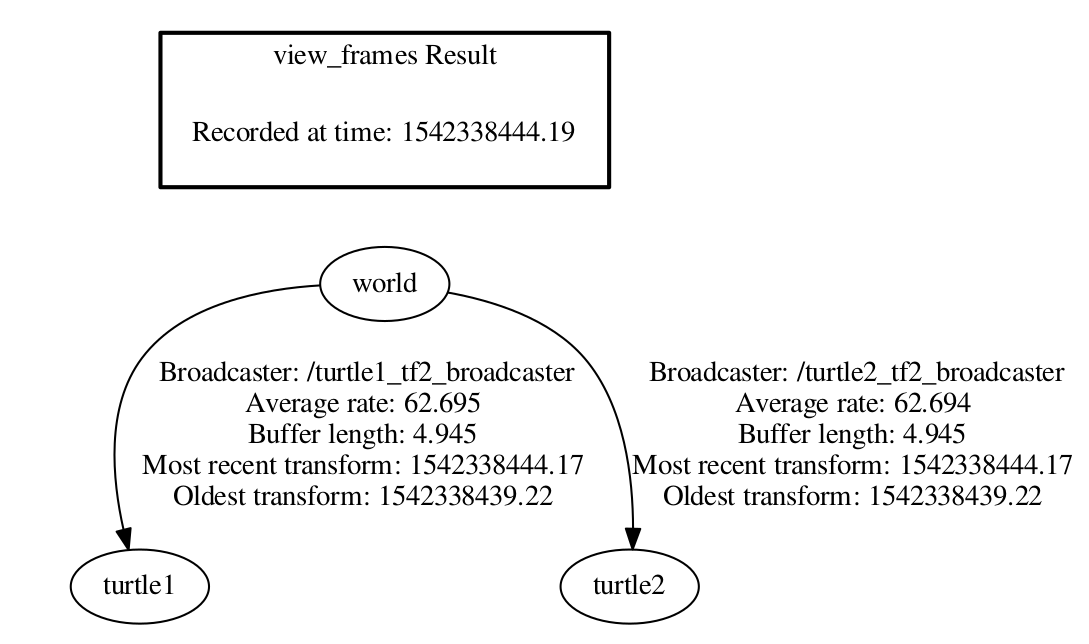 view_frames Result
Recorded at time: 1542338444.19
world
Broadcaster: /turtle1_tf2_broadcaster
Average rate: 62.695
Buffer length: 4.945
Most recent transform: 1542338444.17
Oldest transform: 1542338439.22
Broadcaster: /turtle2_tf2_broadcaster
Average rate: 62.694
Buffer length: 4.945
Most recent transform: 1542338444.17
Oldest transform: 1542338439.22
turtle1
turtle2